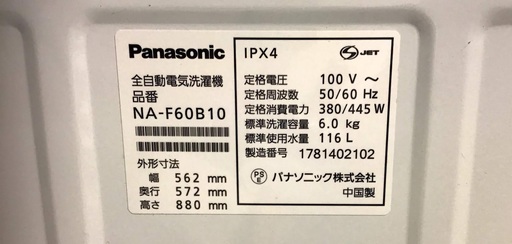 Panasonic
全自動電気洗濯機
品番
NA-F60B10
外形寸法
幅 562 mm
奥行 572 mm
高さ 880 mm
IPX4
S JET
定格電圧 100 V ～
定格周波数 50/60 Hz
定格消費電力 380/445 W
標準洗濯容量 6.0 kg
標準使用水量 116 L
製造番号 1781402102
PS E パナソニック株式会社
中国製